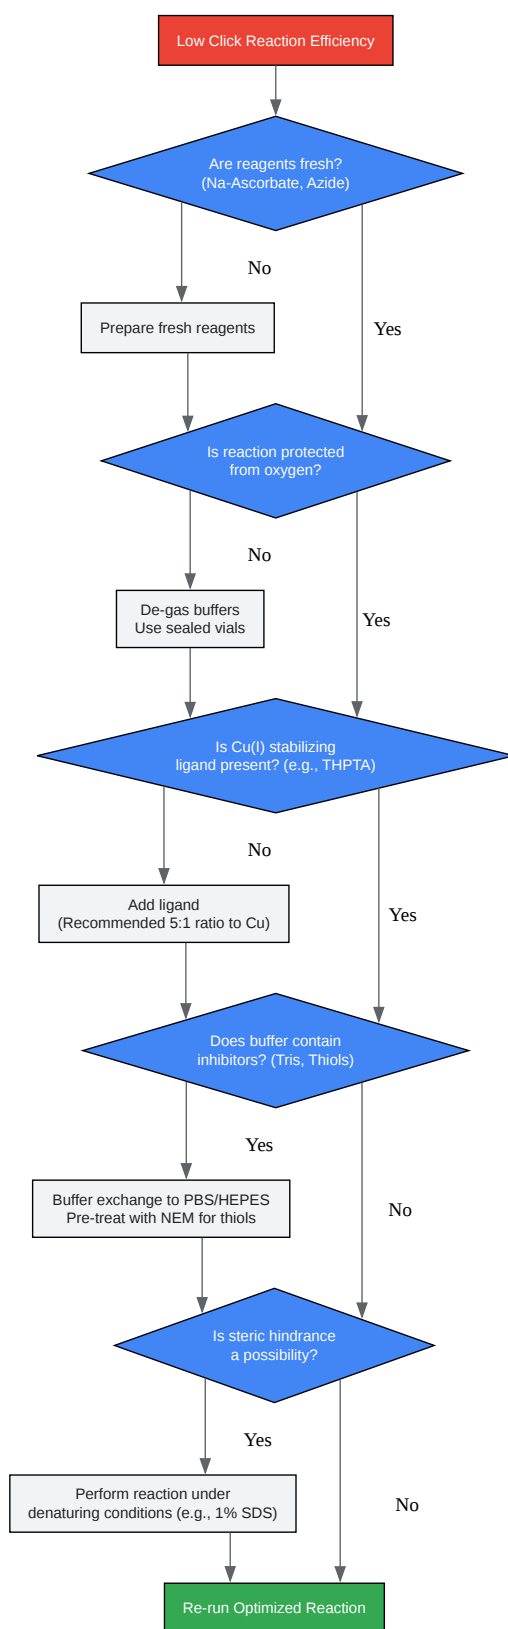 Low Click Reaction Efficiency
Are reagents fresh?
(Na-Ascorbate, Azide)
No
Yes
Prepare fresh reagents
Is reaction protected
from oxygen?
No
De-gas buffers
Use sealed vials
Yes
Is Cu(I) stabilizing
ligand present? (e.g., THPTA)
No
Add ligand
(Recommended 5:1 ratio to Cu)
Yes
Does buffer contain
inhibitors? (Tris, Thiols)
Yes
Buffer exchange to PBS/HEPES
Pre-treat with NEM for thiols
No
Is steric hindrance
a possibility?
Yes
Perform reaction under
denaturing conditions (e.g., 1% SDS)
No
Re-run Optimized Reaction